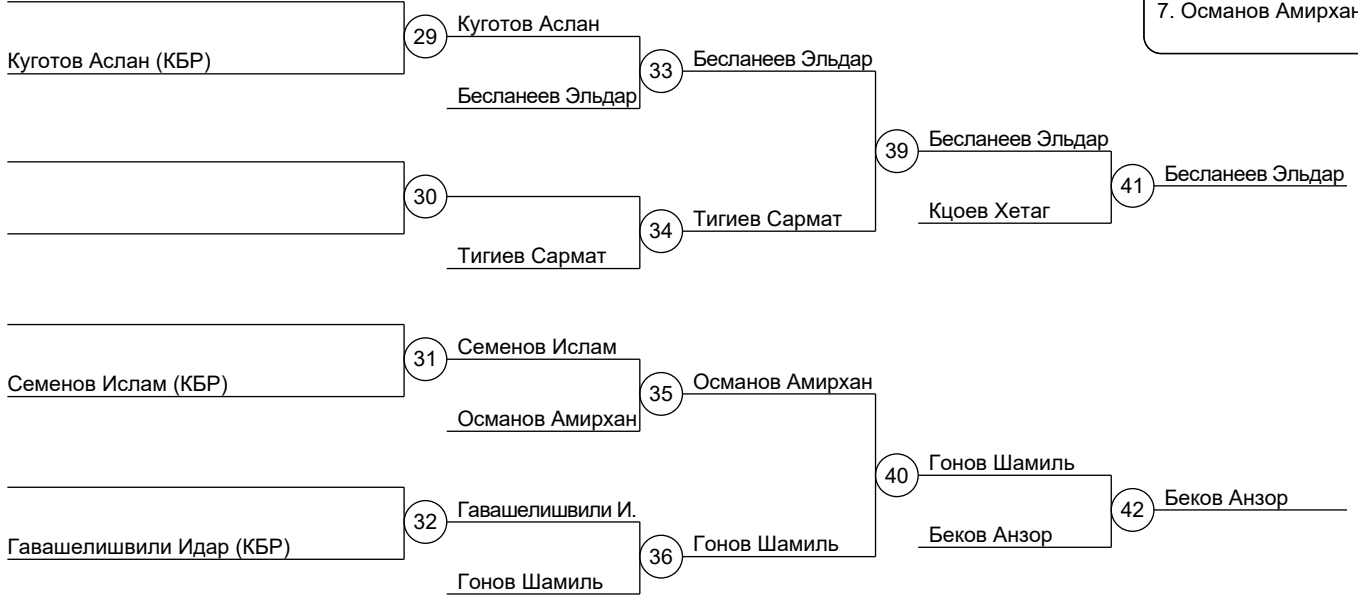 7. Османов Амирхан
29
Куготов Аслан
Куготов Аслан (КБР)
33
Бесланеев Эльдар
Бесланеев Эльдар
39
Бесланеев Эльдар
30
41
Бесланеев Эльдар
34
Тигиев Сармат
Кцоев Хетаг
Тигиев Сармат
31
Семенов Ислам
Семенов Ислам (КБР)
35
Османов Амирхан
Османов Амирхан
40
Гонов Шамиль
32
Гавашелишвили И.
42
Беков Анзор
Гавашелишвили Идар (КБР)
36
Гонов Шамиль
Беков Анзор
Гонов Шамиль